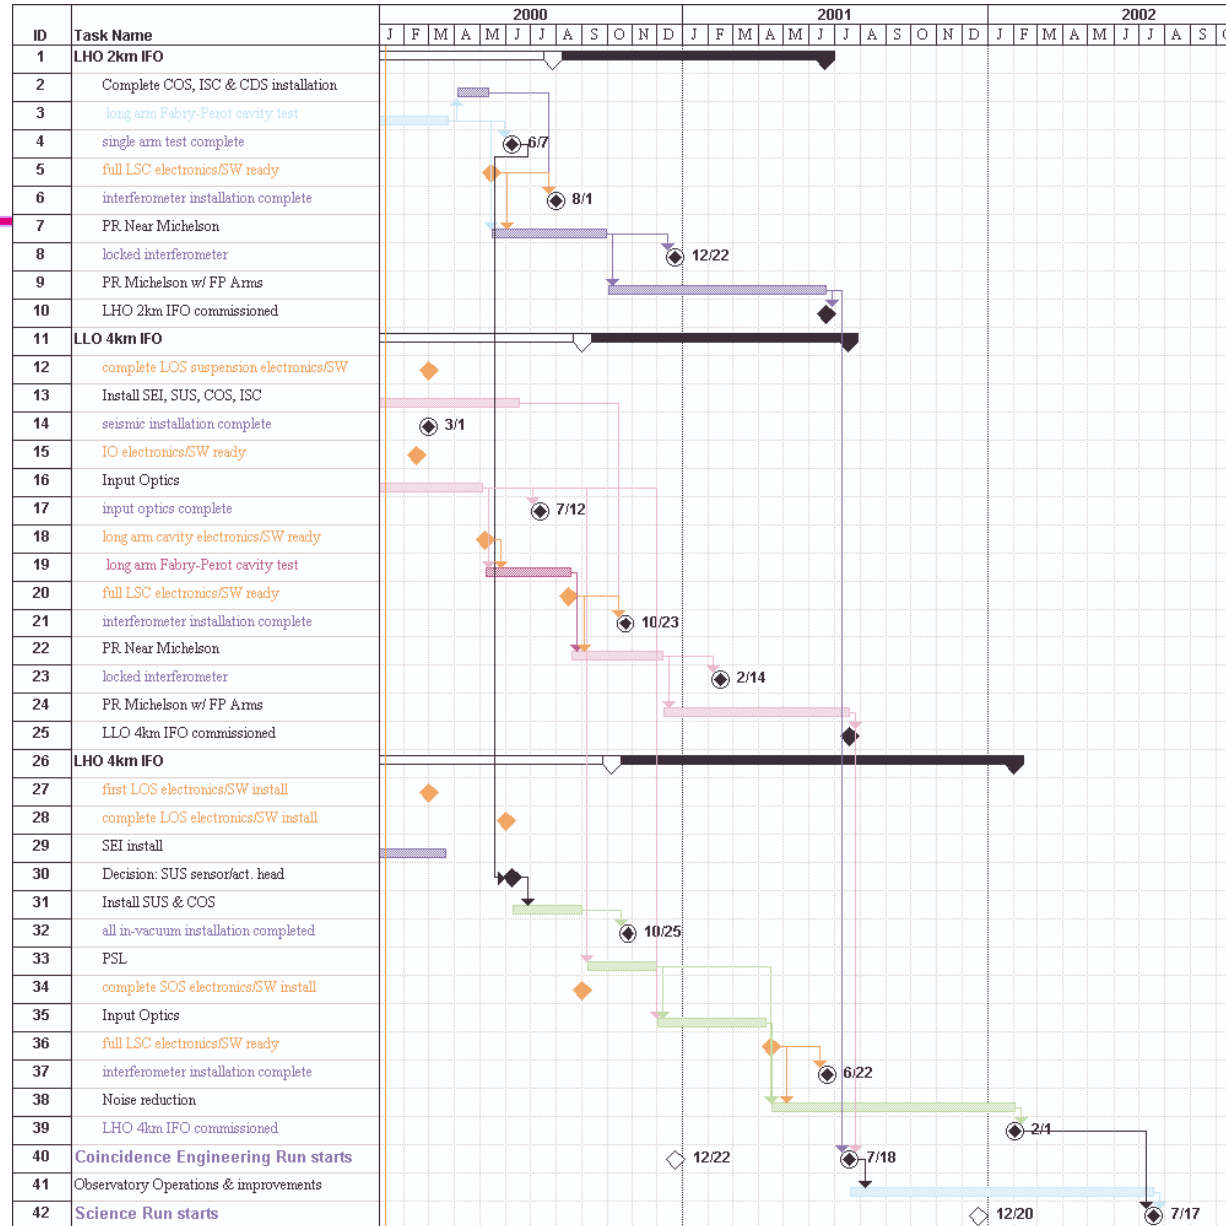 2000 2001 2002
ID Task Name J F M A M J J A S O N D J F M A M J J A S O N D J F M A M J J A S
1 LHO 2km IFO
2 Complete COS, ISC & CDS installation
3 long arm Fabry-Perot cavity test
4 single arm test complete 6/7
5 full LSC electronics/SW ready
6 interferometer installation complete 8/1
7 PR Near Michelson
8 locked interferometer 12/22
9 PR Michelson w/ FP Arms
10 LHO 2km IFO commissioned
11 LLO 4km IFO
12 complete LOS suspension electronics/SW
13 Install SEI, SUS, COS, ISC
14 seismic installation complete 3/1
15 IO electronics/SW ready
16 Input Optics
17 input optics complete 7/12
18 long arm cavity electronics/SW ready
19 long arm Fabry-Perot cavity test
20 full LSC electronics/SW ready
21 interferometer installation complete 10/23
22 PR Near Michelson
23 locked interferometer 2/14
24 PR Michelson w/ FP Arms
25 LLO 4km IFO commissioned
26 LHO 4km IFO
27 first LOS electronics/SW install
28 complete LOS electronics/SW install
29 SEI install
30 Decision: SUS sensor/act. head
31 Install SUS & COS
32 all in-vacuum installation completed 10/25
33 PSL
34 complete SOS electronics/SW install
35 Input Optics
36 full LSC electronics/SW ready
37 interferometer installation complete 6/22
38 Noise reduction
39 LHO 4km IFO commissioned 2/1
40 Coincidence Engineering Run starts 12/22 7/18
41 Observatory Operations & improvements
42 Science Run starts 12/20 7/17